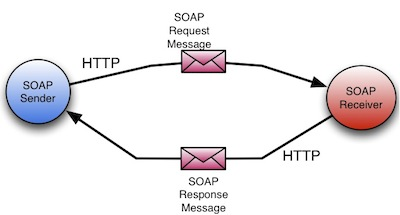 SOAP
Request
Message
HTTP
SOAP
Sender
SOAP
Receiver
HTTP
SOAP
Response
Message